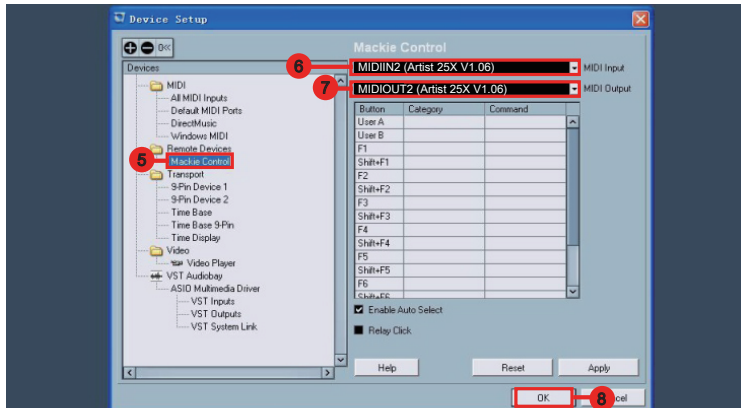 Device Setup
Devices
MIDI
All MIDI Inputs
Default MIDI Ports
DirectMusic
Windows MIDI
Remote Devices
5
Mackie Control
Transport
9-Pin Device 1
9-Pin Device 2
Time Base
Time Base 9-Pin
Time Display
Video
Video Player
VST Audiobay
ASIO Multimedia Driver
VST Inputs
VST Outputs
VST System Link
Mackie Control
6 MIDIIN2 (Artist 25X V1.06) MIDI Input
7 MIDIOUT2 (Artist 25X V1.06) MIDI Output
Button Category Command
User A
User B
F1
Shift+F1
F2
Shift+F2
F3
Shift+F3
F4
Shift+F4
F5
Shift+F5
F6
Shift+F6
Enable Auto Select
Relay Click
Help Reset Apply
OK 8 cel